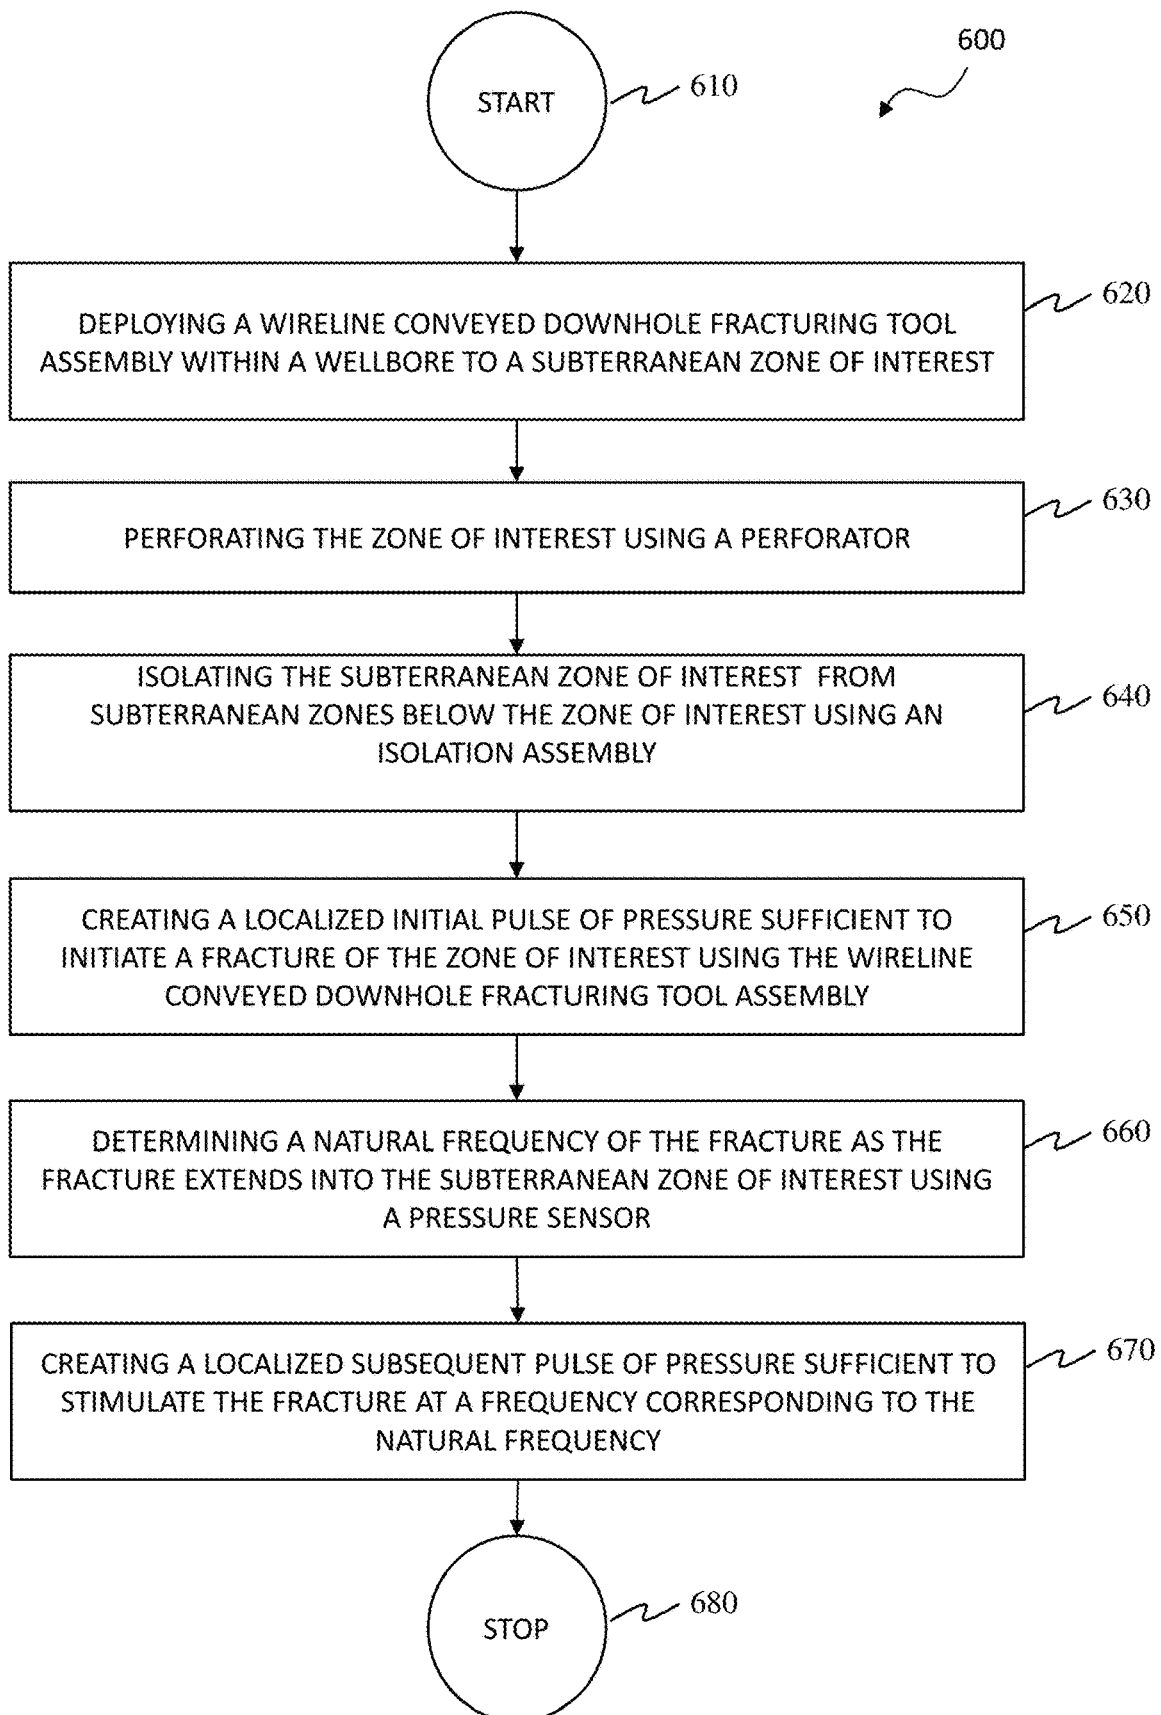 600
START
610
DEPLOYING A WIRELINE CONVEYED DOWNHOLE FRACTURING TOOL
ASSEMBLY WITHIN A WELLBORE TO A SUBTERRANEAN ZONE OF INTEREST
620
PERFORATING THE ZONE OF INTEREST USING A PERFORATOR
630
ISOLATING THE SUBTERRANEAN ZONE OF INTEREST FROM
SUBTERRANEAN ZONES BELOW THE ZONE OF INTEREST USING AN
ISOLATION ASSEMBLY
640
CREATING A LOCALIZED INITIAL PULSE OF PRESSURE SUFFICIENT TO
INITIATE A FRACTURE OF THE ZONE OF INTEREST USING THE WIRELINE
CONVEYED DOWNHOLE FRACTURING TOOL ASSEMBLY
650
DETERMINING A NATURAL FREQUENCY OF THE FRACTURE AS THE
FRACTURE EXTENDS INTO THE SUBTERRANEAN ZONE OF INTEREST USING
A PRESSURE SENSOR
660
CREATING A LOCALIZED SUBSEQUENT PULSE OF PRESSURE SUFFICIENT TO
STIMULATE THE FRACTURE AT A FREQUENCY CORRESPONDING TO THE
NATURAL FREQUENCY
670
STOP
680